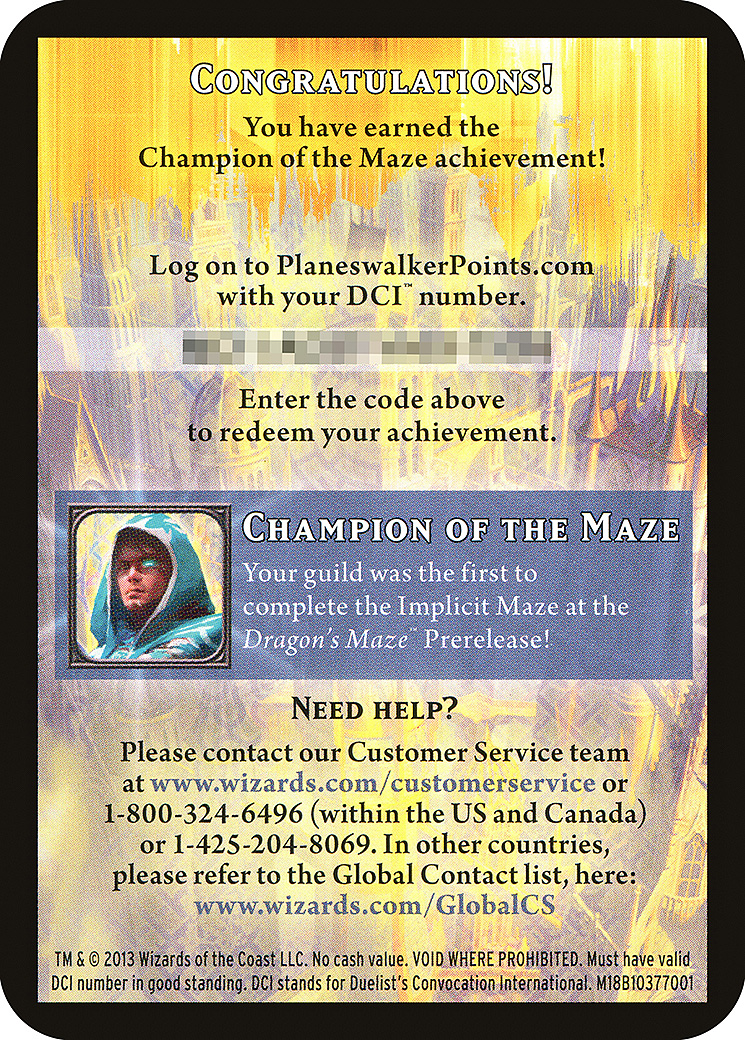 CONGRATULATIONS!
You have earned the
Champion of the Maze achievement!
Log on to PlaneswalkerPoints.com
with your DCI™ number.
Enter the code above
to redeem your achievement.
CHAMPION OF THE MAZE
Your guild was the first to
complete the Implicit Maze at the
Dragon's Maze™ Prerelease!
NEED HELP?
Please contact our Customer Service team
at www.wizards.com/customerservice or
1-800-324-6496 (within the US and Canada)
or 1-425-204-8069. In other countries,
please refer to the Global Contact list, here:
www.wizards.com/GlobalCS
TM & © 2013 Wizards of the Coast LLC. No cash value. VOID WHERE PROHIBITED. Must have valid
DCI number in good standing. DCI stands for Duelist's Convocation International. M18B10377001